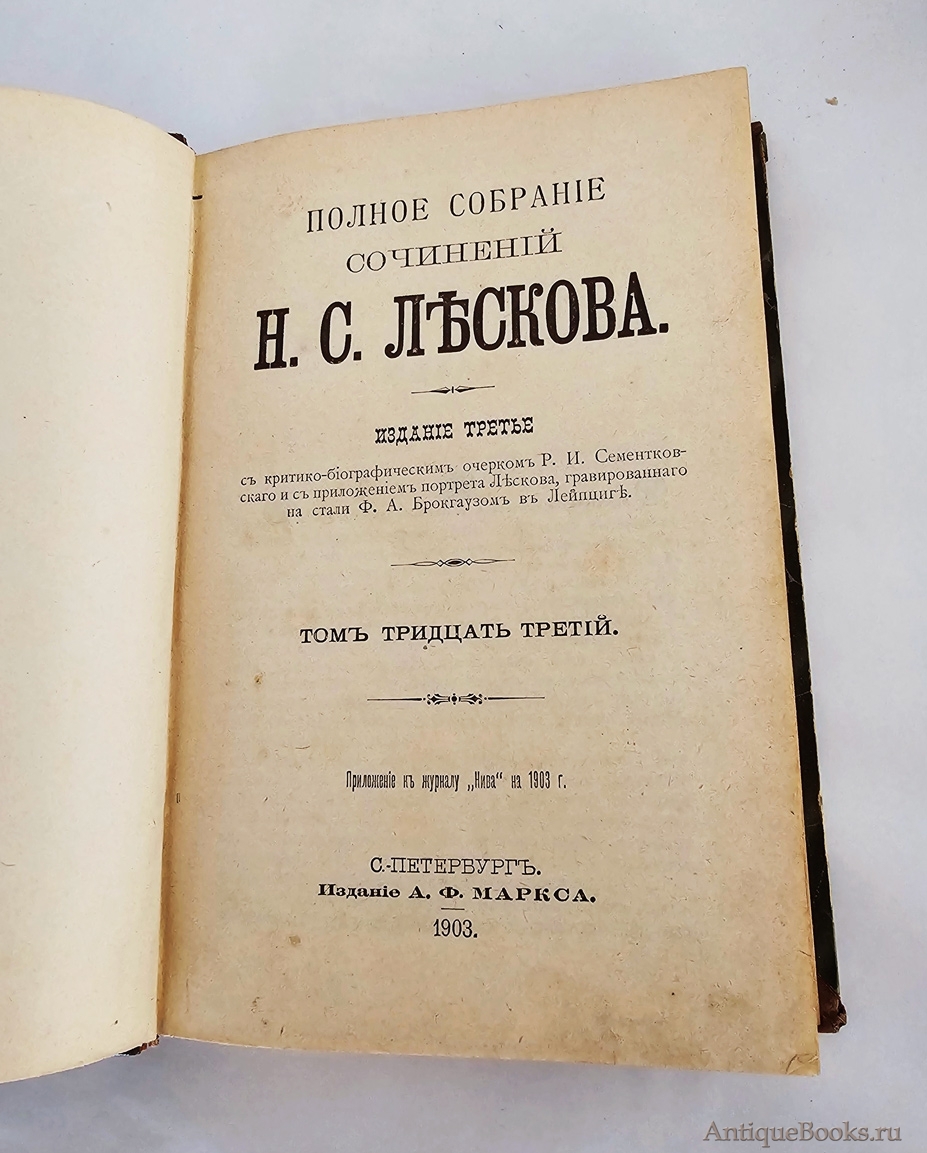 ПОЛНОЕ СОБРАНІЕ
СОЧИНЕНІЙ
Н. С. ЛѢСКОВА.
ИЗДАНІЕ ТРЕТЬЕ
съ критико-біографическимъ очеркомъ Р. И. Сементков-
скаго и съ приложеніемъ портрета Лѣскова, гравированнаго
на стали Ф. А. Брокгаузомъ въ Лейпцигѣ.
ТОМЪ ТРИДЦАТЬ ТРЕТІЙ.
Приложеніе къ журналу „Нива“ на 1903 г.
С.-ПЕТЕРБУРГЪ.
Изданіе А. Ф. МАРКСА.
1903.
AntiqueBooks.ru